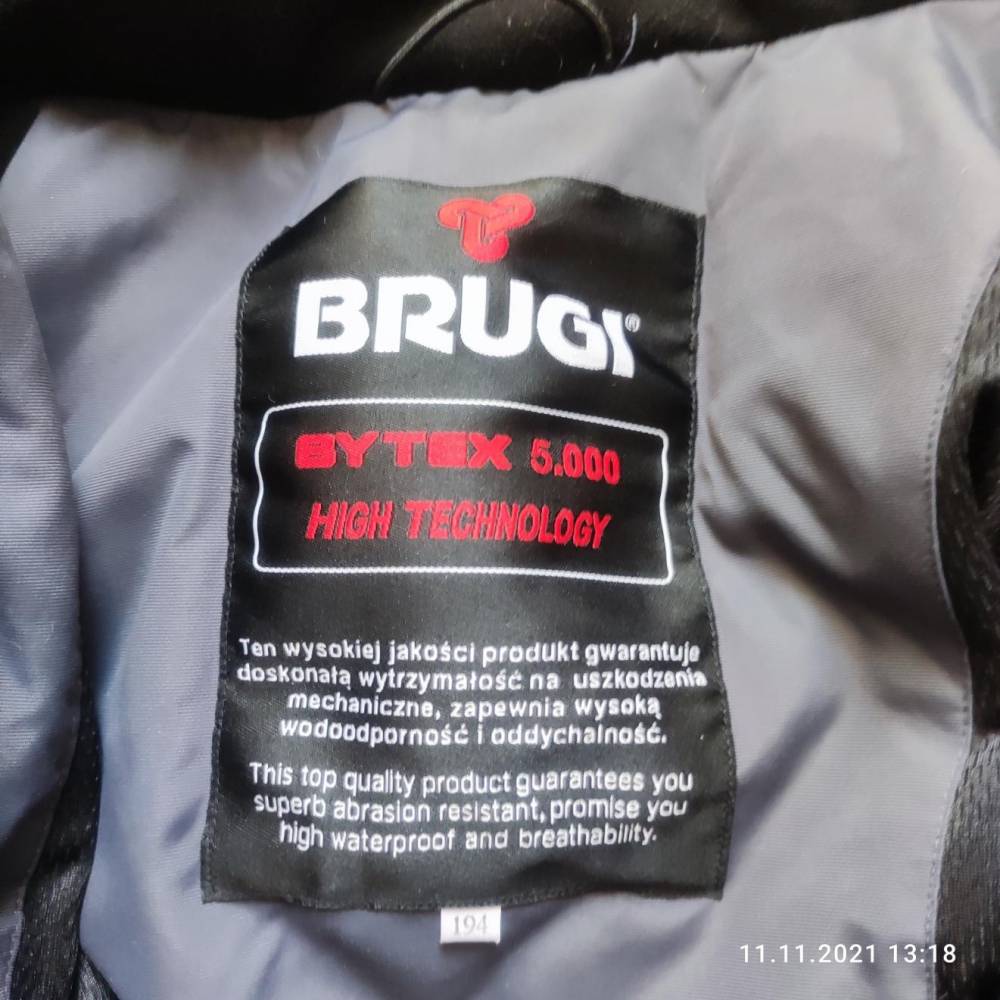 BRUGI®
BYTEX 5.000
HIGH TECHNOLOGY
Ten wysokiej jakości produkt gwarantuje
doskonałą wytrzymałość na uszkodzenia
mechaniczne, zapewnia wysoką
wodoodporność i oddychalność.
This top quality product guarantees you
superb abrasion resistant, promise you
high waterproof and breathability.
194
11.11.2021 13:18